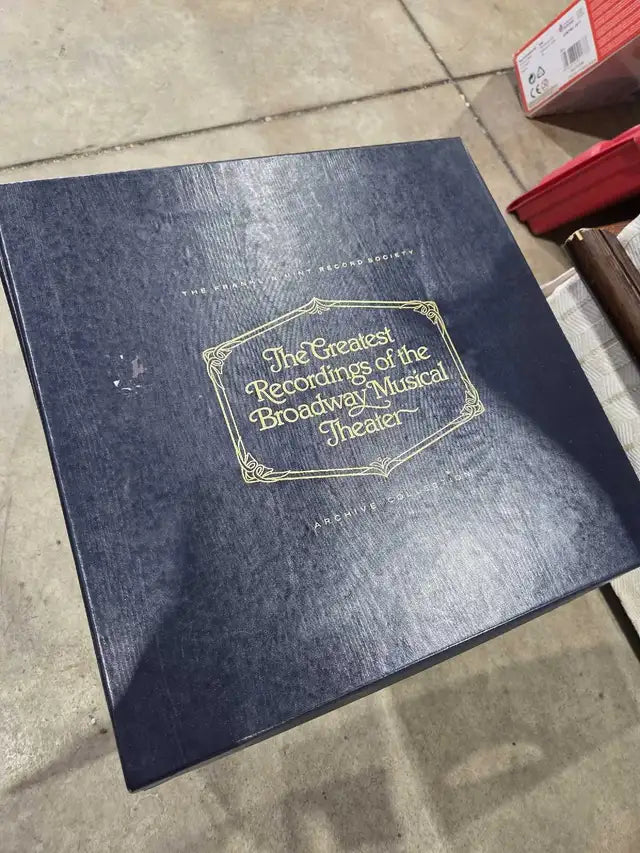 THE FRANKLIN MINT RECORD SOCIETY
The Greatest
Recordings of the
Broadway Musical
Theater
ARCHIVE COLLECTION